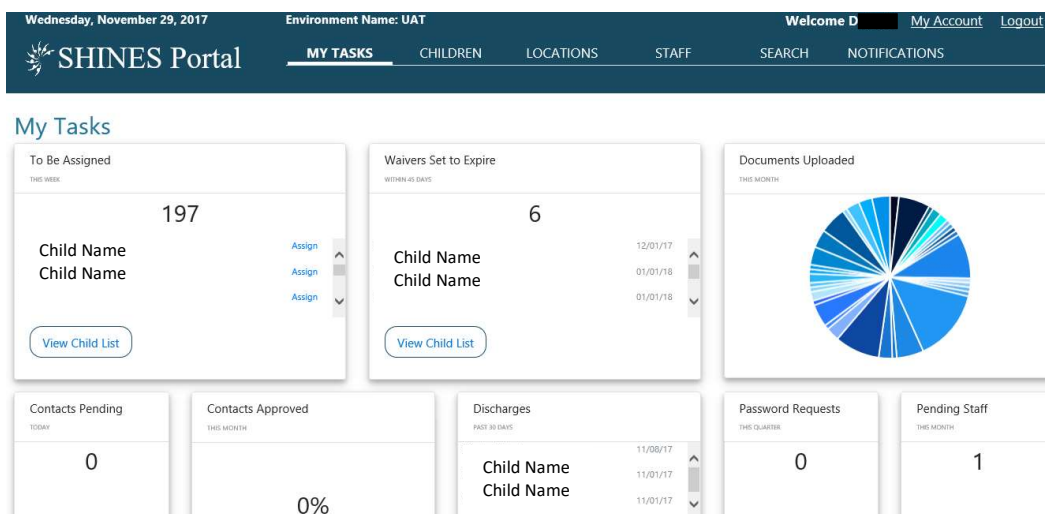 Wednesday, November 29, 2017 Environment Name: UAT Welcome D My Account Logout
SHINES Portal MY TASKS CHILDREN LOCATIONS STAFF SEARCH NOTIFICATIONS
My Tasks
To Be Assigned
THIS WEEK
197
Child Name Assign
Child Name Assign
Assign
View Child List
Waivers Set to Expire
WITHIN 45 DAYS
6
12/01/17
Child Name
01/01/18
Child Name
01/01/18
View Child List
Documents Uploaded
THIS MONTH
Contacts Pending
TODAY
0
Contacts Approved
THIS MONTH
0%
Discharges
PAST 30 DAYS
11/08/17
Child Name
11/01/17
Child Name
11/01/17
Password Requests
THIS QUARTER
0
Pending Staff
THIS MONTH
1